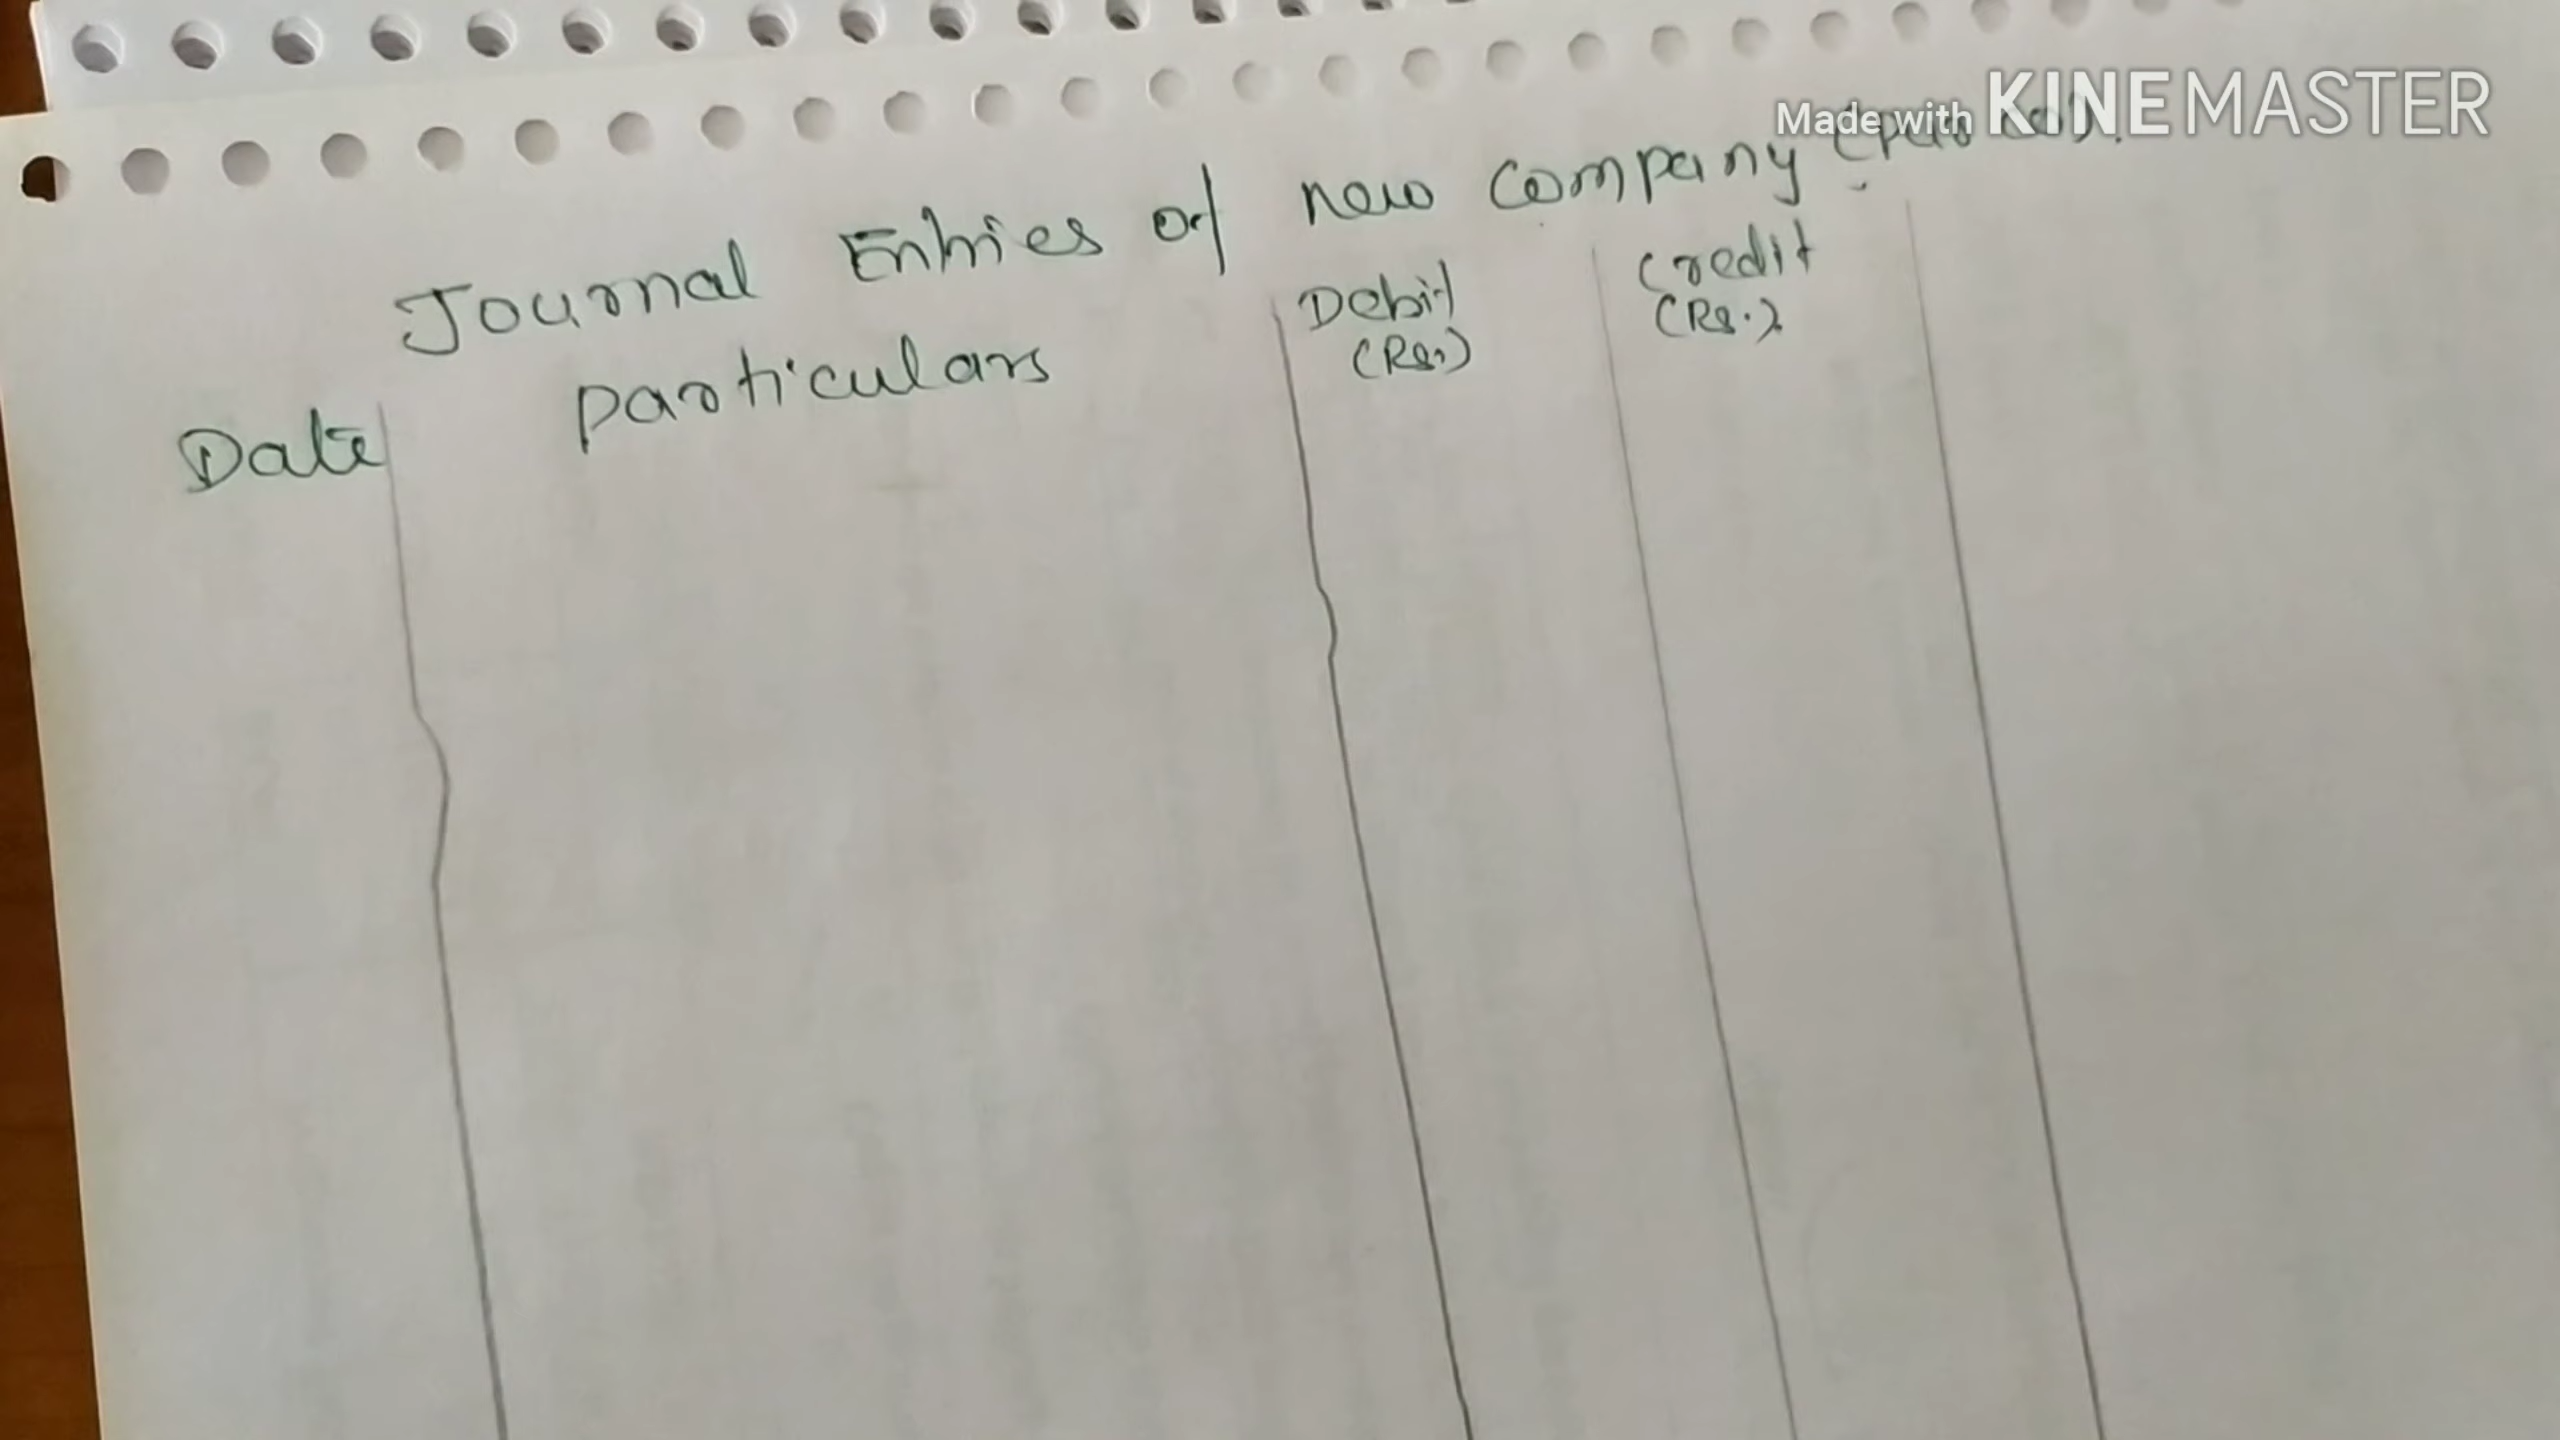 Made with KINEMASTER
Journal Entries of new company
Date particulars Debit (Rs.) Credit (Rs.)